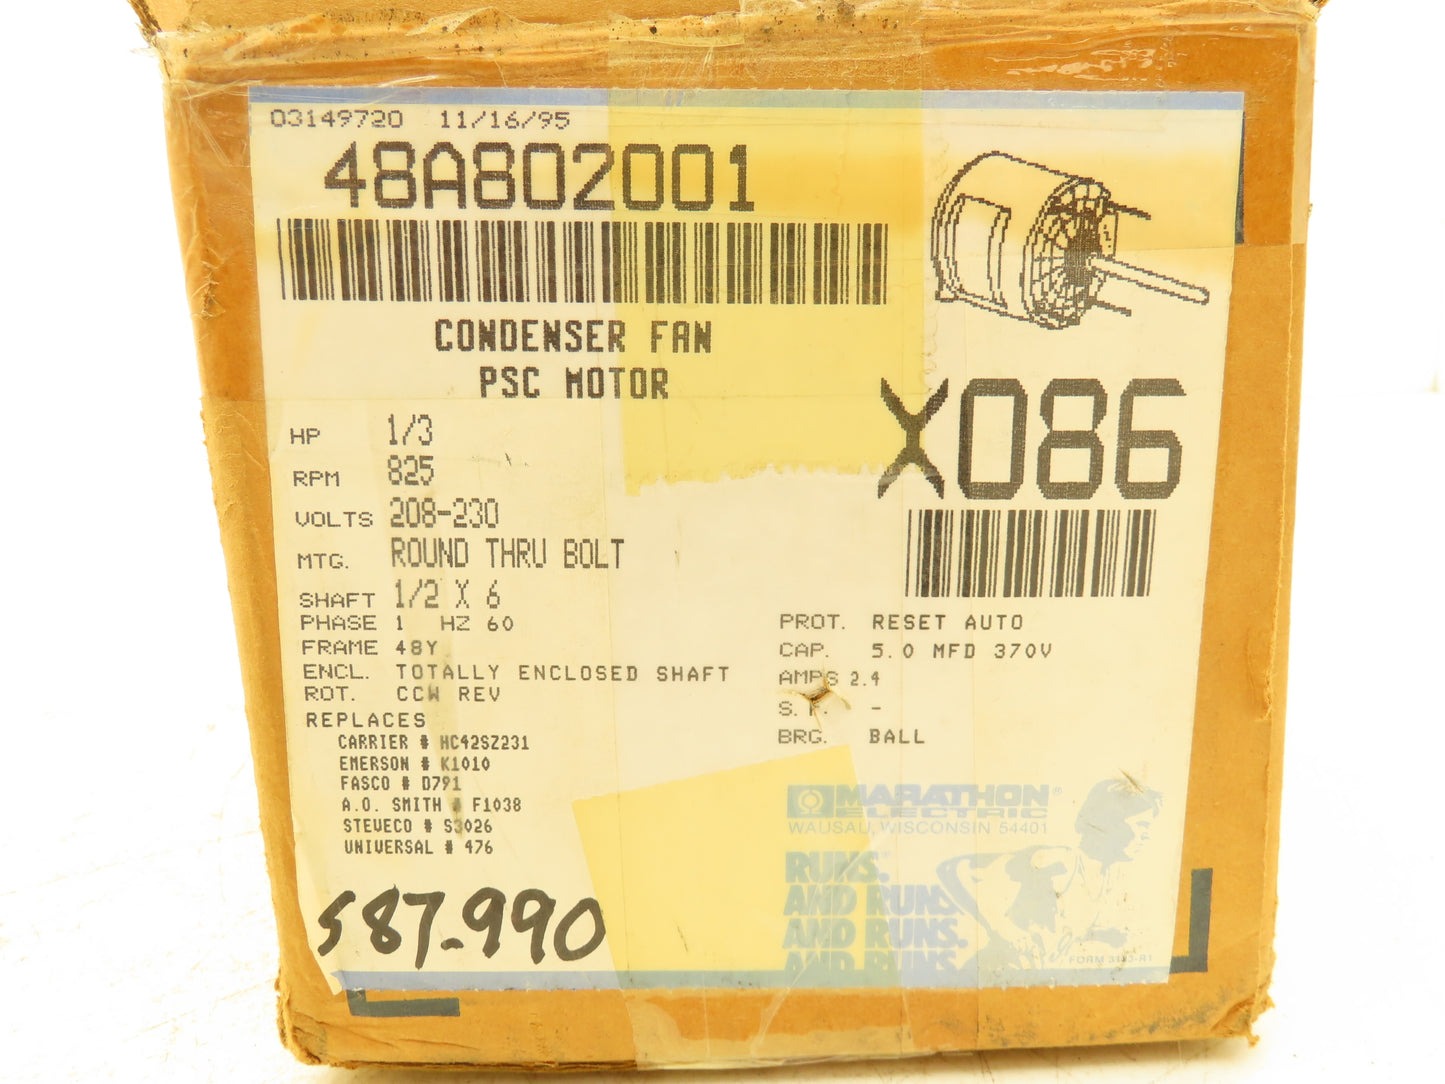 03149720 11/16/95
48A802001
CONDENSER FAN
PSC MOTOR
X086
HP 1/3
RPM 825
VOLTS 208-230
MTG. ROUND THRU BOLT
SHAFT 1/2 X 6
PHASE 1 HZ 60
FRAME 48Y
ENCL. TOTALLY ENCLOSED SHAFT
ROT. CCW REV
PROT. RESET AUTO
CAP. 5.0 MFD 370V
AMPS 2.4
S.F. -
BRG. BALL
REPLACES
CARRIER # HC42SZ231
EMERSON # K1010
FASCO # D791
A.O. SMITH # F1038
STEVECO # S3026
UNIVERSAL # 476
587-990
MARATHON®
ELECTRIC
WAUSAU, WISCONSIN 54401
RUNS.
AND RUNS.
AND RUNS.
AND RUNS.